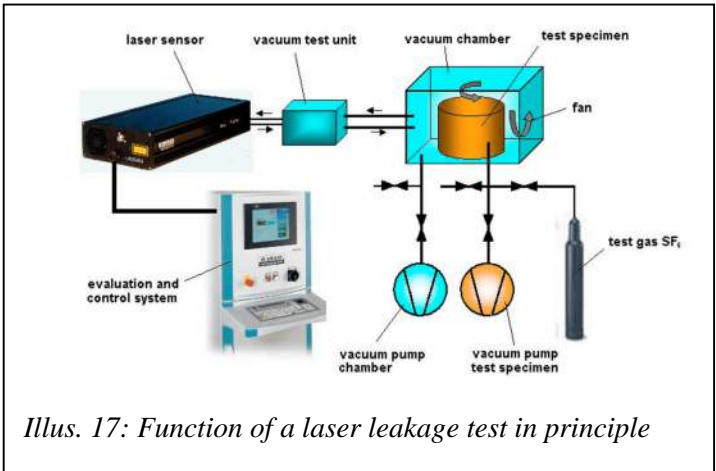 laser sensor
vacuum test unit
vacuum chamber
test specimen
fan
test gas SF₆
evaluation and
control system
vacuum pump
chamber
vacuum pump
test specimen
Illus. 17: Function of a laser leakage test in principle